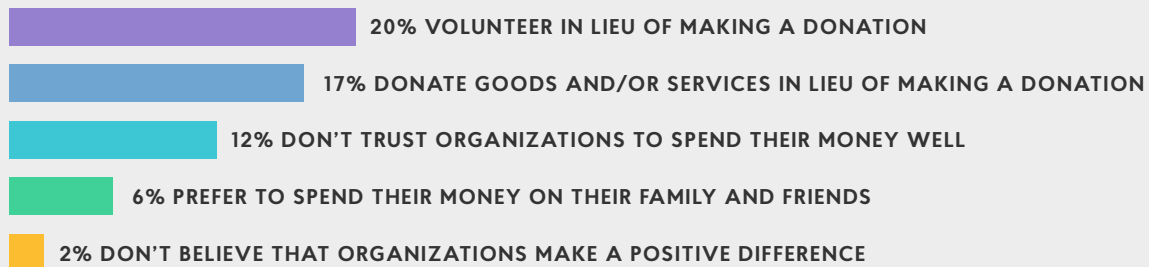 20% VOLUNTEER IN LIEU OF MAKING A DONATION
17% DONATE GOODS AND/OR SERVICES IN LIEU OF MAKING A DONATION
12% DON’T TRUST ORGANIZATIONS TO SPEND THEIR MONEY WELL
6% PREFER TO SPEND THEIR MONEY ON THEIR FAMILY AND FRIENDS
2% DON’T BELIEVE THAT ORGANIZATIONS MAKE A POSITIVE DIFFERENCE